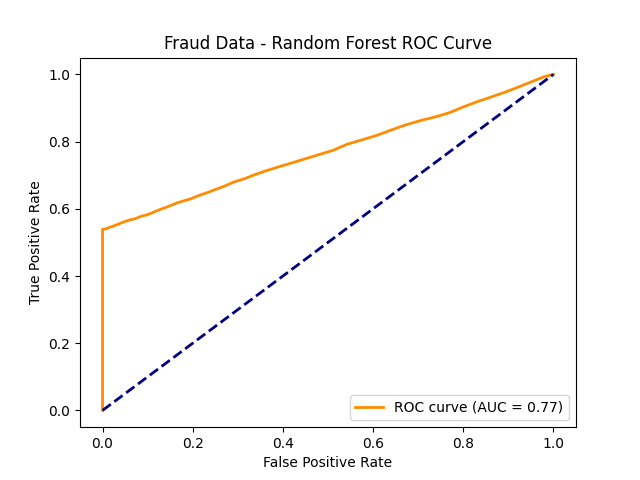 Fraud Data - Random Forest ROC Curve
True Positive Rate
1.0
0.8
0.6
0.4
0.2
0.0
ROC curve (AUC = 0.77)
0.0 0.2 0.4 0.6 0.8 1.0
False Positive Rate